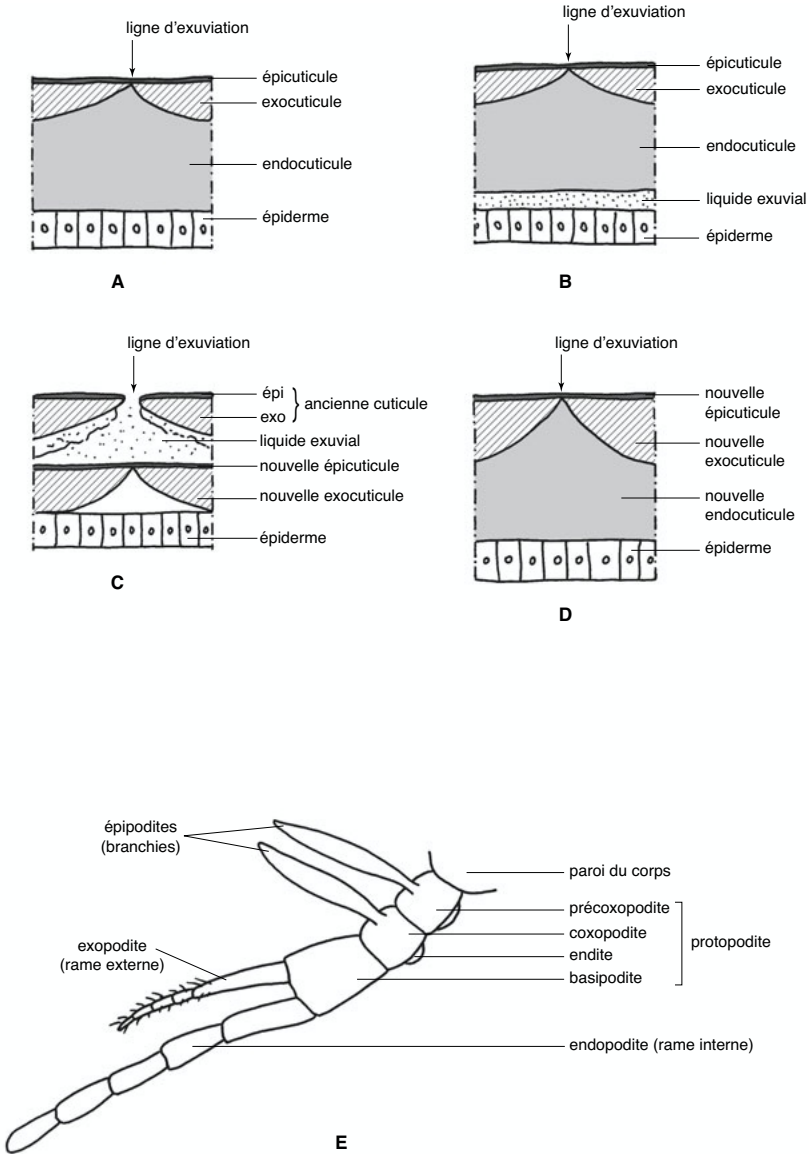 ligne d'exuviation
épicuticule
exocuticule
endocuticule
épiderme
A
ligne d'exuviation
épicuticule
exocuticule
endocuticule
liquide exuvial
épiderme
B
ligne d'exuviation
épi
exo
ancienne cuticule
liquide exuvial
nouvelle épicuticule
nouvelle exocuticule
épiderme
C
ligne d'exuviation
nouvelle
épicuticule
nouvelle
exocuticule
nouvelle
endocuticule
épiderme
D
épipodites
(branchies)
exopodite
(rame externe)
paroi du corps
précoxopodite
coxopodite
endite
basipodite
protopodite
endopodite (rame interne)
E